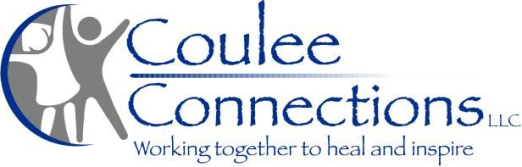 Coulee
Connections LLC
Working together to heal and inspire